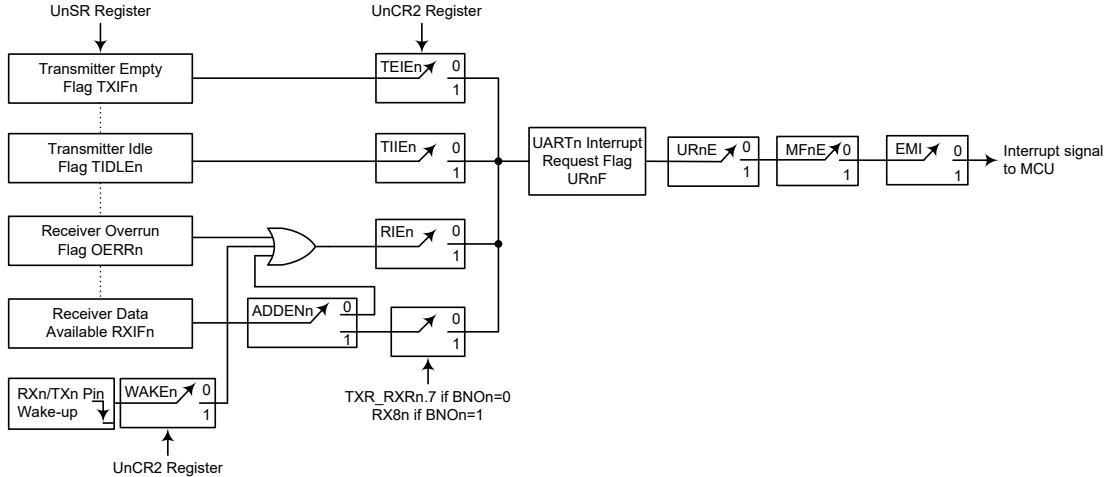 UnSR Register
UnCR2 Register
Transmitter Empty
Flag TXIFn
TEIEn
0
1
Transmitter Idle
Flag TIDLEn
TIIEn
0
1
UARTn Interrupt
Request Flag
URnF
URnE
0
1
MFnE
0
1
EMI
0
1
Interrupt signal
to MCU
Receiver Overrun
Flag OERRn
RIEn
0
1
Receiver Data
Available RXIFn
ADDENn
0
1
0
1
RXn/TXn Pin
Wake-up
WAKEn
0
1
TXR_RXRn.7 if BNOn=0
RX8n if BNOn=1
UnCR2 Register